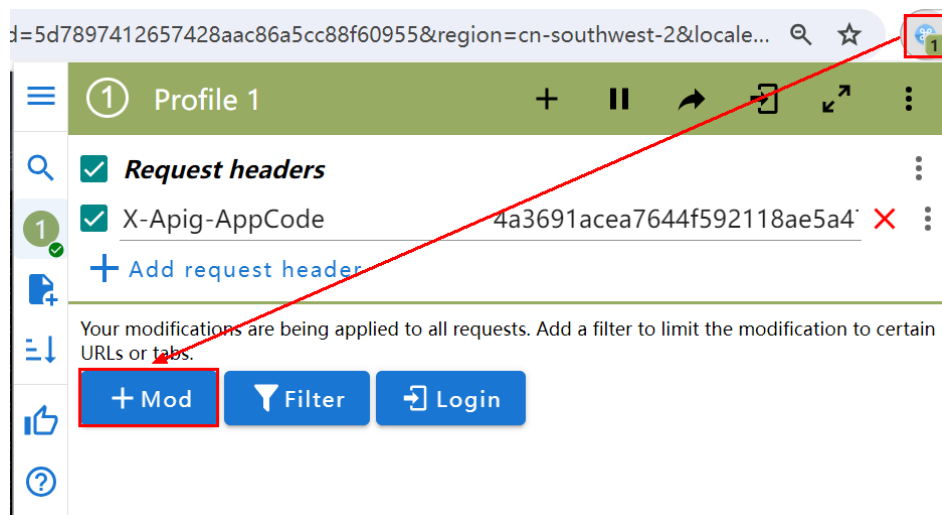 d=5d7897412657428aac86a5cc88f60955&region=cn-southwest-2&locale...
1
1 Profile 1
Request headers
1
X-Apig-AppCode 4a3691acea7644f592118ae5a4
Add request header
Your modifications are being applied to all requests. Add a filter to limit the modification to certain
URLs or tabs.
+ Mod Filter Login